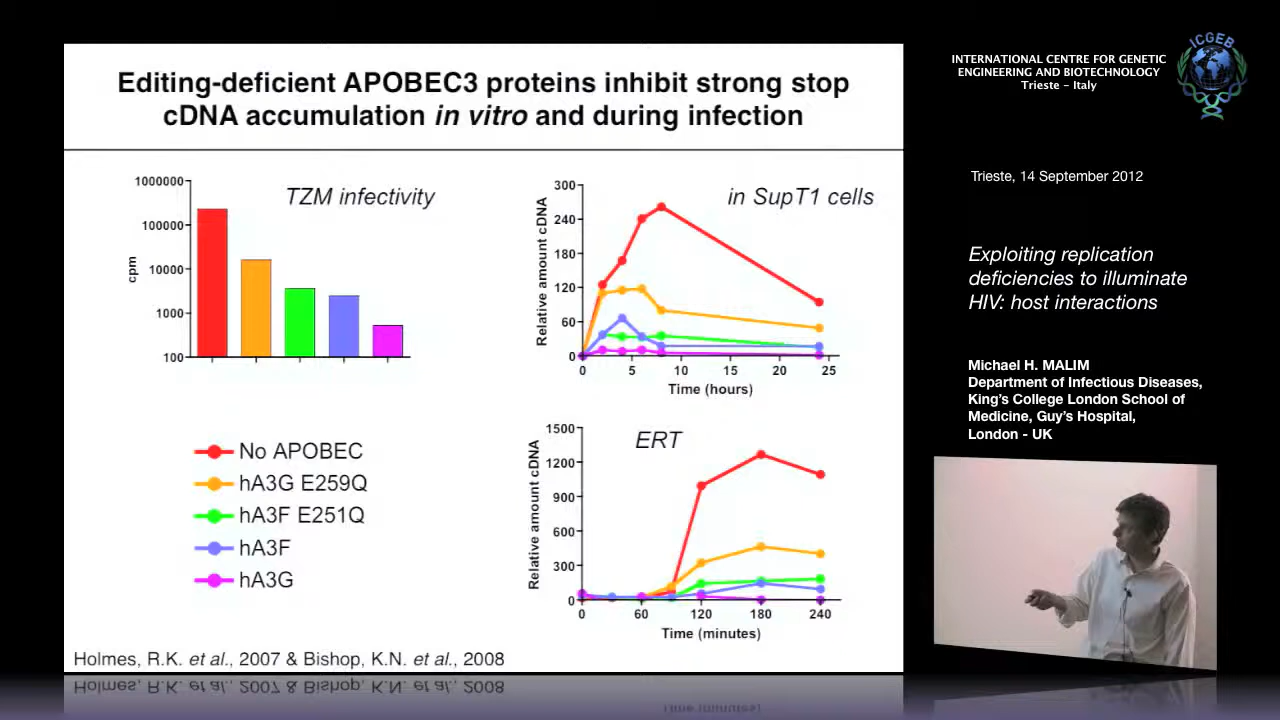 Editing-deficient APOBEC3 proteins inhibit strong stop
cDNA accumulation in vitro and during infection
TZM infectivity
1000000
100000
10000
1000
100
cpm
in SupT1 cells
300
240
180
120
60
0
Relative amount cDNA
0 5 10 15 20 25
Time (hours)
No APOBEC
hA3G E259Q
hA3F E251Q
hA3F
hA3G
ERT
1500
1200
900
600
300
0
Relative amount cDNA
0 60 120 180 240
Time (minutes)
Holmes, R.K. et al., 2007 & Bishop, K.N. et al., 2008
INTERNATIONAL CENTRE FOR GENETIC
ENGINEERING AND BIOTECHNOLOGY
Trieste - Italy
ICGEB
Trieste, 14 September 2012
Exploiting replication
deficiencies to illuminate
HIV: host interactions
Michael H. MALIM
Department of Infectious Diseases,
King's College London School of
Medicine, Guy's Hospital,
London - UK